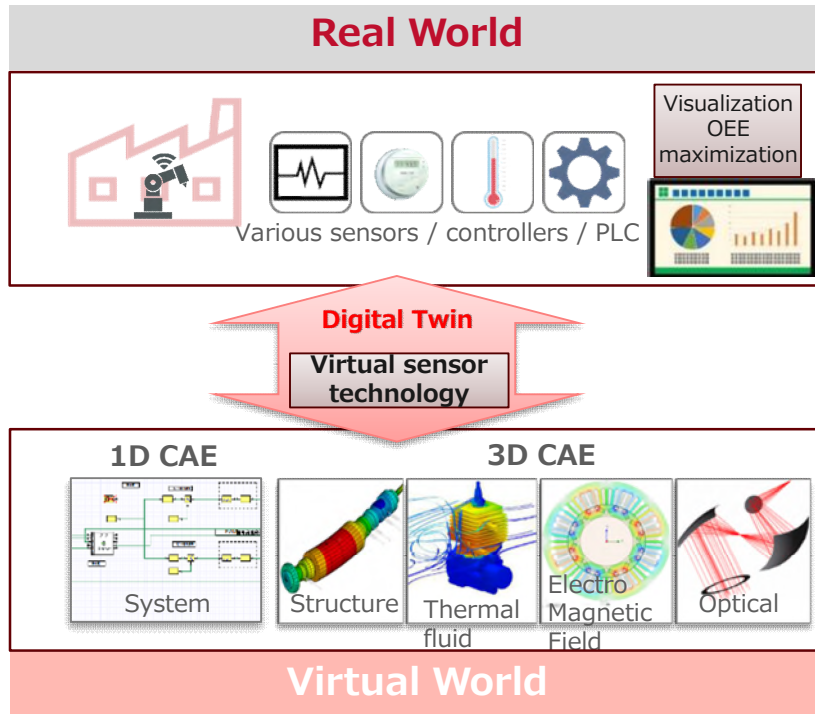 Real World
Visualization
OEE
maximization
Various sensors / controllers / PLC
Digital Twin
Virtual sensor
technology
1D CAE
3D CAE
System
Structure
Thermal
fluid
Electro
Magnetic
Field
Optical
Virtual World